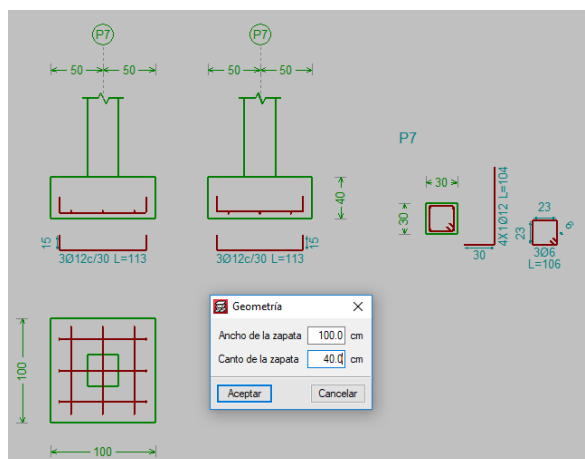 P7
P7
50 50
50 50
P7
30
30
40
15
3Ø12c/30 L=113
15
3Ø12c/30 L=113
4X1Ø12 L=104
30
23
23
6
3Ø6
L=106
Geometría
Ancho de la zapata 100.0 cm
Canto de la zapata 40.0 cm
Aceptar Cancelar
100
100